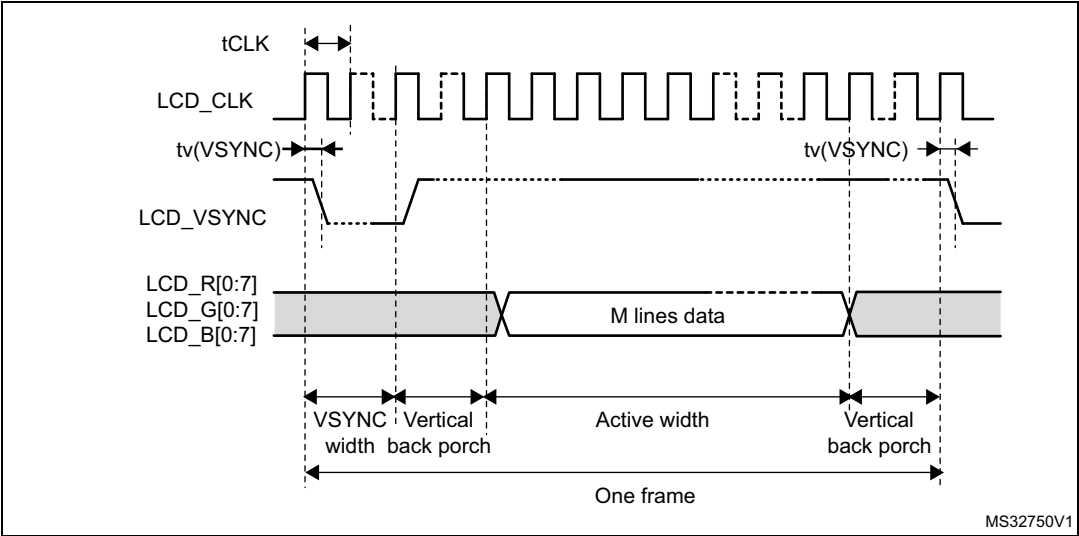 tCLK
LCD_CLK
tv(VSYNC)
tv(VSYNC)
LCD_VSYNC
LCD_R[0:7]
LCD_G[0:7]
LCD_B[0:7]
M lines data
VSYNC
width
Vertical
back porch
Active width
Vertical
back porch
One frame
MS32750V1